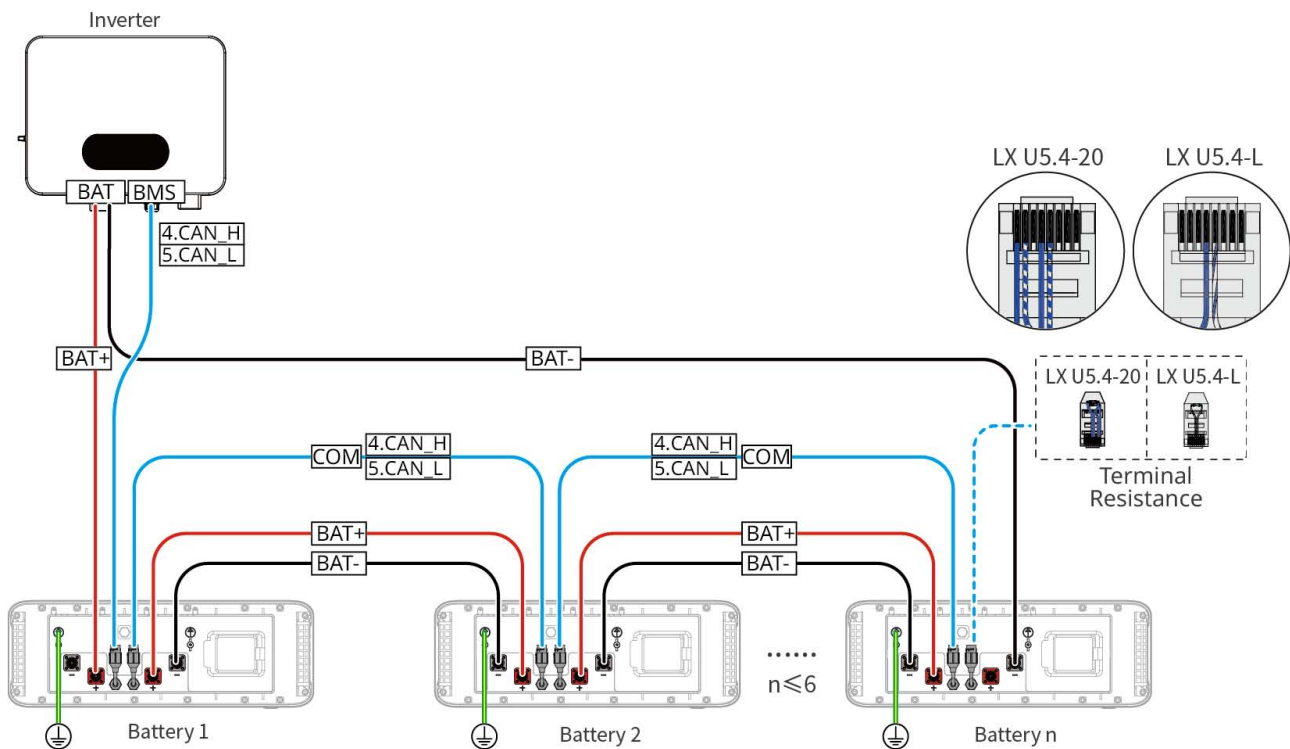 Inverter
BAT
BMS
4.CAN_H
5.CAN_L
LX U5.4-20
LX U5.4-L
BAT+
BAT-
LX U5.4-20
LX U5.4-L
Terminal
Resistance
COM
4.CAN_H
5.CAN_L
4.CAN_H
5.CAN_L
COM
BAT+
BAT-
BAT+
BAT-
-
+
+
-
-
+
+
-
......
n≤6
-
+
+
-
Battery 1
Battery 2
Battery n